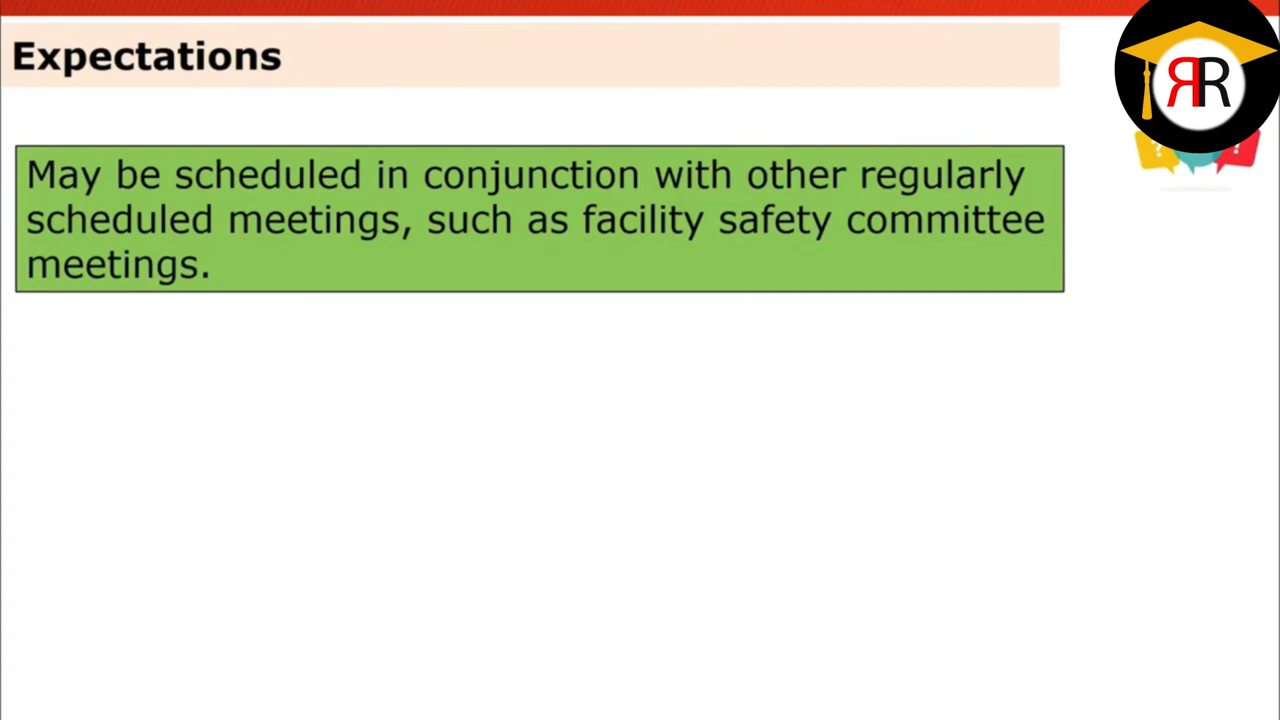 Expectations
RR
May be scheduled in conjunction with other regularly
scheduled meetings, such as facility safety committee
meetings.